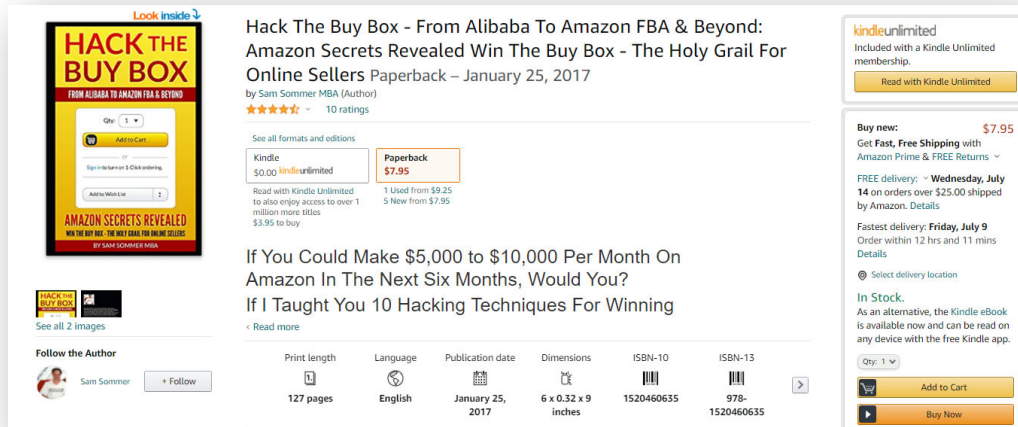 Look inside
HACK THE
BUY BOX
FROM ALIBABA TO AMAZON FBA & BEYOND
Qty: 1
Add to Cart
or
Sign in to turn on 1-Click ordering.
Add to Wish List
AMAZON SECRETS REVEALED
WIN THE BUY BOX - THE HOLY GRAIL FOR ONLINE SELLERS
BY SAM SOMMER MBA
HACK THE
BUY BOX
See all 2 images
Follow the Author
Sam Sommer
+ Follow
Hack The Buy Box - From Alibaba To Amazon FBA & Beyond:
Amazon Secrets Revealed Win The Buy Box - The Holy Grail For
Online Sellers Paperback – January 25, 2017
by Sam Sommer MBA (Author)
10 ratings
See all formats and editions
Kindle
$0.00 kindleunlimited
Read with Kindle Unlimited
to also enjoy access to over 1
million more titles
$3.95 to buy
Paperback
$7.95
1 Used from $9.25
5 New from $7.95
If You Could Make $5,000 to $10,000 Per Month On
Amazon In The Next Six Months, Would You?
If I Taught You 10 Hacking Techniques For Winning
‹ Read more
Print length
127 pages
Language
English
Publication date
January 25,
2017
Dimensions
6 x 0.32 x 9
inches
ISBN-10
1520460635
ISBN-13
978-
1520460635
kindleunlimited
Included with a Kindle Unlimited
membership.
Read with Kindle Unlimited
Buy new: $7.95
Get Fast, Free Shipping with
Amazon Prime & FREE Returns
FREE delivery: Wednesday, July
14 on orders over $25.00 shipped
by Amazon. Details
Fastest delivery: Friday, July 9
Order within 12 hrs and 11 mins
Details
Select delivery location
In Stock.
As an alternative, the Kindle eBook
is available now and can be read on
any device with the free Kindle app.
Qty: 1
Add to Cart
Buy Now